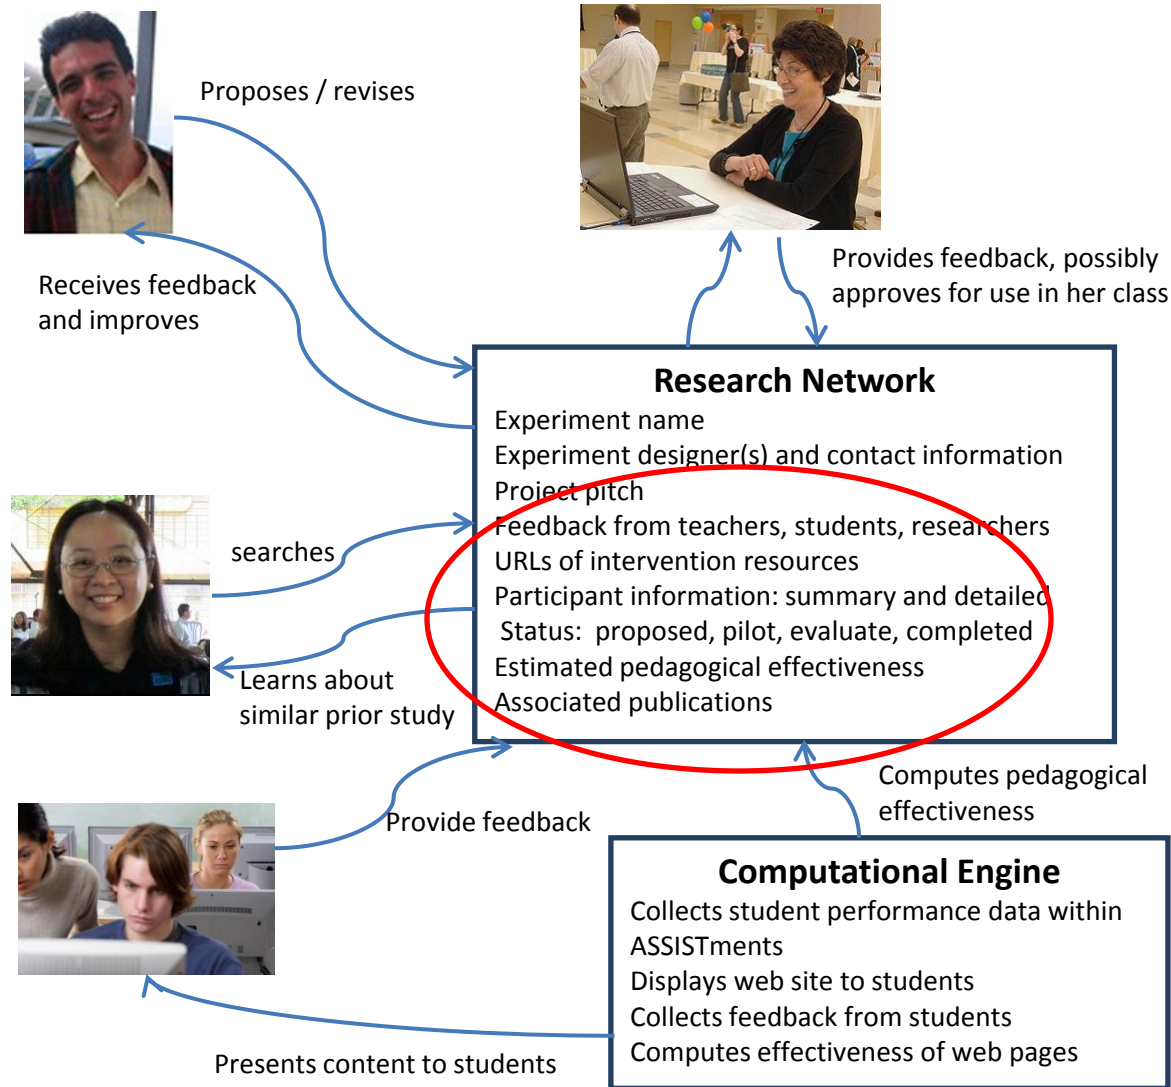 Proposes / revises
Receives feedback
and improves
Provides feedback, possibly
approves for use in her class
Research Network
Experiment name
Experiment designer(s) and contact information
Project pitch
Feedback from teachers, students, researchers
URLs of intervention resources
Participant information: summary and detailed
Status: proposed, pilot, evaluate, completed
Estimated pedagogical effectiveness
Associated publications
searches
Learns about
similar prior study
Provide feedback
Computes pedagogical
effectiveness
Computational Engine
Collects student performance data within
ASSISTments
Displays web site to students
Collects feedback from students
Computes effectiveness of web pages
Presents content to students